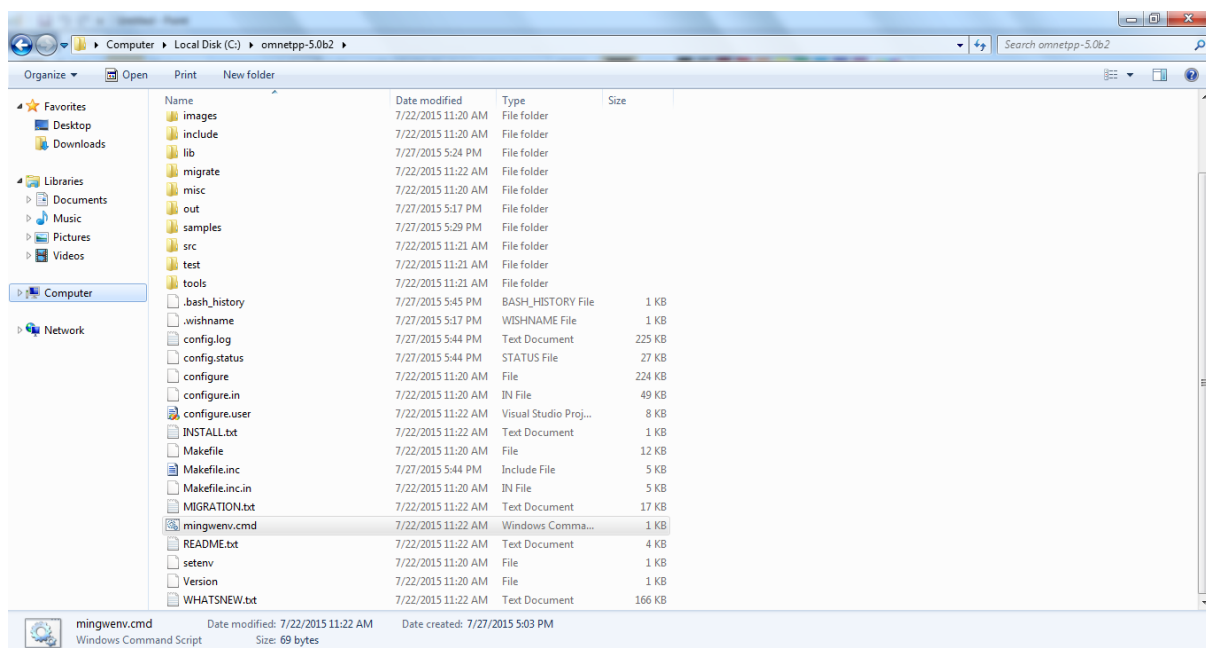 Computer ▸ Local Disk (C:) ▸ omnetpp-5.0b2 ▸ Search omnetpp-5.0b2
Organize ▾ Open Print New folder
Favorites
Desktop
Downloads
Libraries
Documents
Music
Pictures
Videos
Computer
Network
Name Date modified Type Size
images 7/22/2015 11:20 AM File folder
include 7/22/2015 11:20 AM File folder
lib 7/27/2015 5:24 PM File folder
migrate 7/22/2015 11:22 AM File folder
misc 7/22/2015 11:20 AM File folder
out 7/27/2015 5:17 PM File folder
samples 7/27/2015 5:29 PM File folder
src 7/22/2015 11:21 AM File folder
test 7/22/2015 11:21 AM File folder
tools 7/22/2015 11:21 AM File folder
.bash_history 7/27/2015 5:45 PM BASH_HISTORY File 1 KB
.wishname 7/27/2015 5:17 PM WISHNAME File 1 KB
config.log 7/27/2015 5:44 PM Text Document 225 KB
config.status 7/27/2015 5:44 PM STATUS File 27 KB
configure 7/22/2015 11:20 AM File 224 KB
configure.in 7/22/2015 11:20 AM IN File 49 KB
configure.user 7/22/2015 11:22 AM Visual Studio Proj... 8 KB
INSTALL.txt 7/22/2015 11:22 AM Text Document 1 KB
Makefile 7/22/2015 11:20 AM File 12 KB
Makefile.inc 7/27/2015 5:44 PM Include File 5 KB
Makefile.inc.in 7/22/2015 11:20 AM IN File 5 KB
MIGRATION.txt 7/22/2015 11:22 AM Text Document 17 KB
mingwenv.cmd 7/22/2015 11:22 AM Windows Comma... 1 KB
README.txt 7/22/2015 11:22 AM Text Document 4 KB
setenv 7/22/2015 11:20 AM File 1 KB
Version 7/22/2015 11:20 AM File 1 KB
WHATSNEW.txt 7/22/2015 11:22 AM Text Document 166 KB
mingwenv.cmd Date modified: 7/22/2015 11:22 AM Date created: 7/27/2015 5:03 PM
Windows Command Script Size: 69 bytes